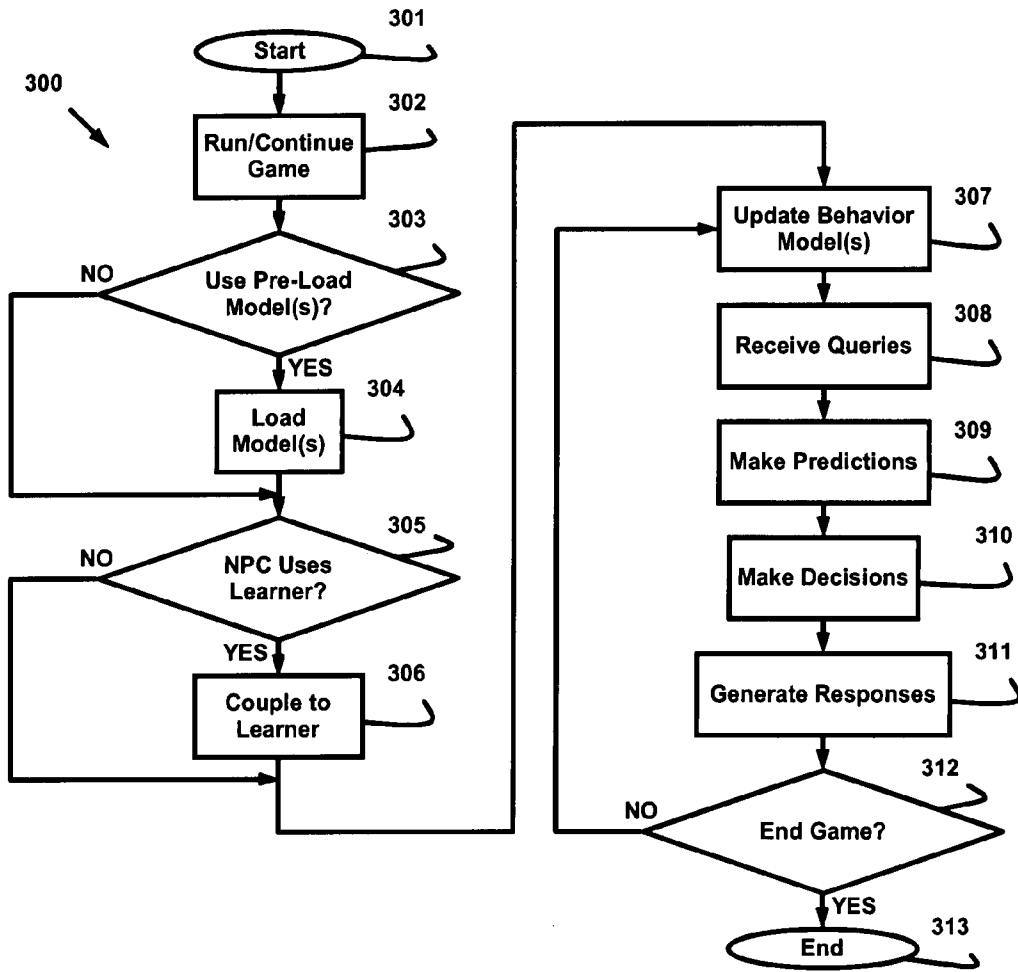 300
301
Start
302
Run/Continue
Game
303
NO
Use Pre-Load
Model(s)?
YES
304
Load
Model(s)
305
NO
NPC Uses
Learner?
YES
306
Couple to
Learner
307
Update Behavior
Model(s)
308
Receive Queries
309
Make Predictions
310
Make Decisions
311
Generate Responses
312
NO
End Game?
YES
313
End